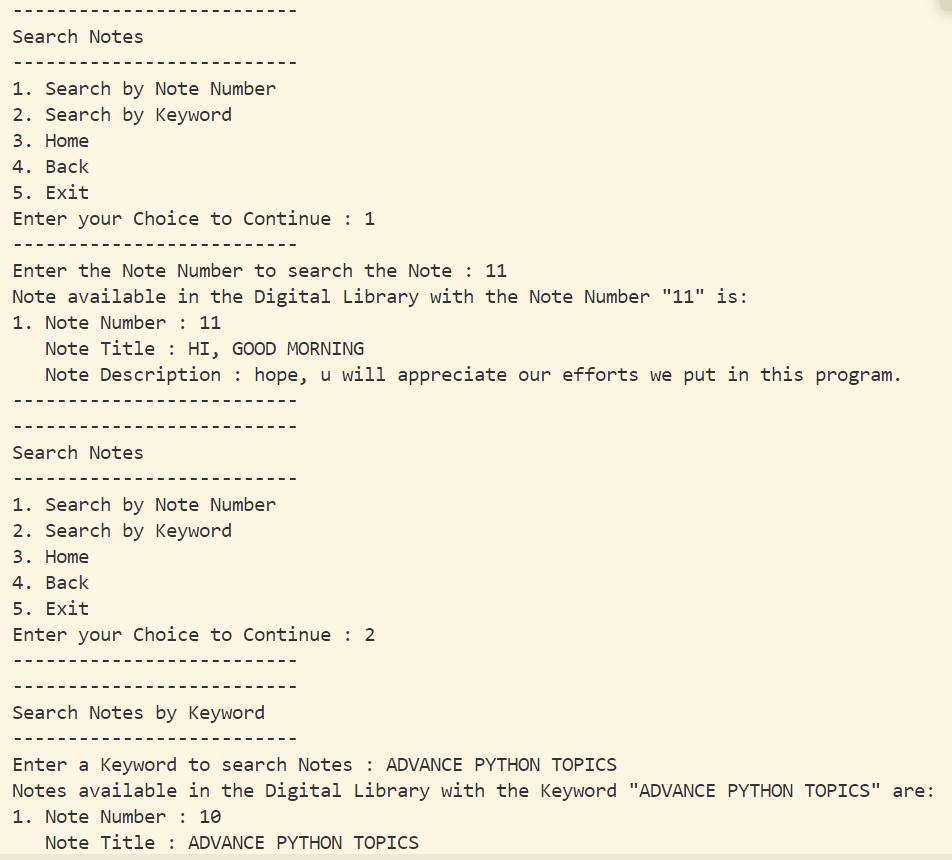 --------------------------
Search Notes
--------------------------
1. Search by Note Number
2. Search by Keyword
3. Home
4. Back
5. Exit
Enter your Choice to Continue : 1
--------------------------
Enter the Note Number to search the Note : 11
Note available in the Digital Library with the Note Number "11" is:
1. Note Number : 11
   Note Title : HI, GOOD MORNING
   Note Description : hope, u will appreciate our efforts we put in this program.
--------------------------
--------------------------
Search Notes
--------------------------
1. Search by Note Number
2. Search by Keyword
3. Home
4. Back
5. Exit
Enter your Choice to Continue : 2
--------------------------
--------------------------
Search Notes by Keyword
--------------------------
Enter a Keyword to search Notes : ADVANCE PYTHON TOPICS
Notes available in the Digital Library with the Keyword "ADVANCE PYTHON TOPICS" are:
1. Note Number : 10
   Note Title : ADVANCE PYTHON TOPICS